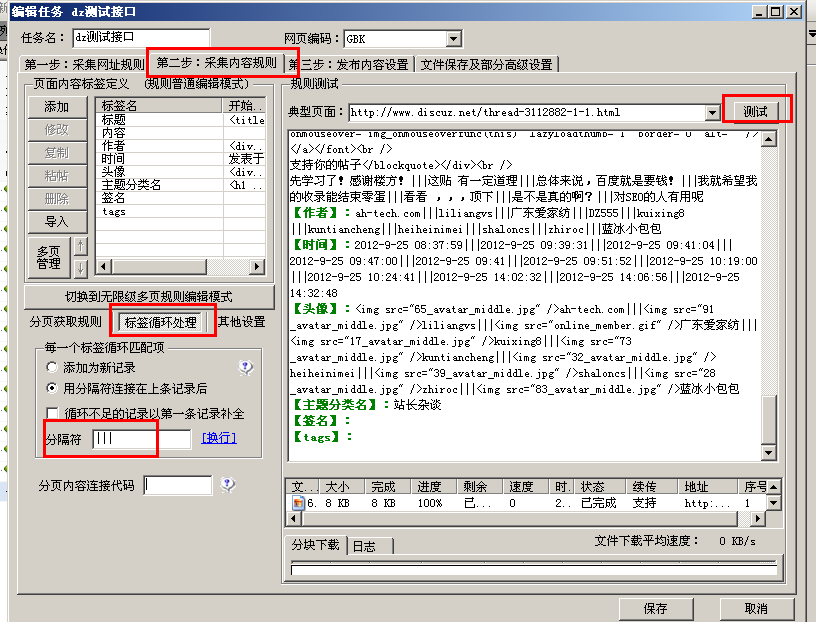 编辑任务 dz测试接口
任务名： dz测试接口
网页编码： GBK
第一步：采集网址规则 第二步：采集内容规则 第三步：发布内容设置 文件保存及部分高级设置
页面内容标签定义 （规则普通编辑模式）
添加
修改
复制
粘帖
删除
导入
多页
管理
标签名 开始..
标题 <title
内容
作者 <div..
时间 发表于
头像 <div..
主题分类名 <h1 ..
签名
tags
切换到无限级多页规则编辑模式
分页获取规则 标签循环处理 其他设置
每一个标签循环匹配项
添加为新记录
用分隔符连接在上条记录后
循环不足的记录以第一条记录补全
分隔符 ||| [换行]
分页内容连接代码
规则测试
典型页面： http://www.discuz.net/thread-3112882-1-1.html 测试
</a></font><br />
支持你的帖子</blockquote></div><br />
先学习了！感谢楼方！|||这贴 有一定道理|||总体来说，百度就是要钱！|||我就希望我
的收录能结束零蛋|||看看 ，，，顶下|||是不是真的啊？|||对SEO的人有用呢
【作者】：ah-tech.com|||liliangvs|||广东爱家纺|||DZ555|||kuixing8
|||kuntiancheng|||heiheinimei|||shaloncs|||zhiroc|||蓝冰小包包
【时间】：2012-9-25 08:37:59|||2012-9-25 09:39:31|||2012-9-25 09:41:04|||
2012-9-25 09:47:00|||2012-9-25 09:41|||2012-9-25 09:51:52|||2012-9-25 10:19:00
|||2012-9-25 10:24:41|||2012-9-25 14:02:32|||2012-9-25 14:06:56|||2012-9-25
14:32:48
【头像】：<img src="65_avatar_middle.jpg" />ah-tech.com|||<img src="91
_avatar_middle.jpg" />liliangvs|||<img src="online_member.gif" />广东爱家纺|||
<img src="17_avatar_middle.jpg" />kuixing8|||<img src="73
_avatar_middle.jpg" />kuntiancheng|||<img src="32_avatar_middle.jpg" />
heiheinimei|||<img src="39_avatar_middle.jpg" />shaloncs|||<img src="28
_avatar_middle.jpg" />zhiroc|||<img src="83_avatar_middle.jpg" />蓝冰小包包
【主题分类名】：站长杂谈
【签名】：
【tags】：
文... 大小 完成 进度 剩余 速度 时. 状态 续传 地址 序号
6. 8 KB 8 KB 100% 已... 0 2.. 已完成 支持 http:... 1
分块下载 日志
文件下载平均速度： 0 KB/s
保存 取消